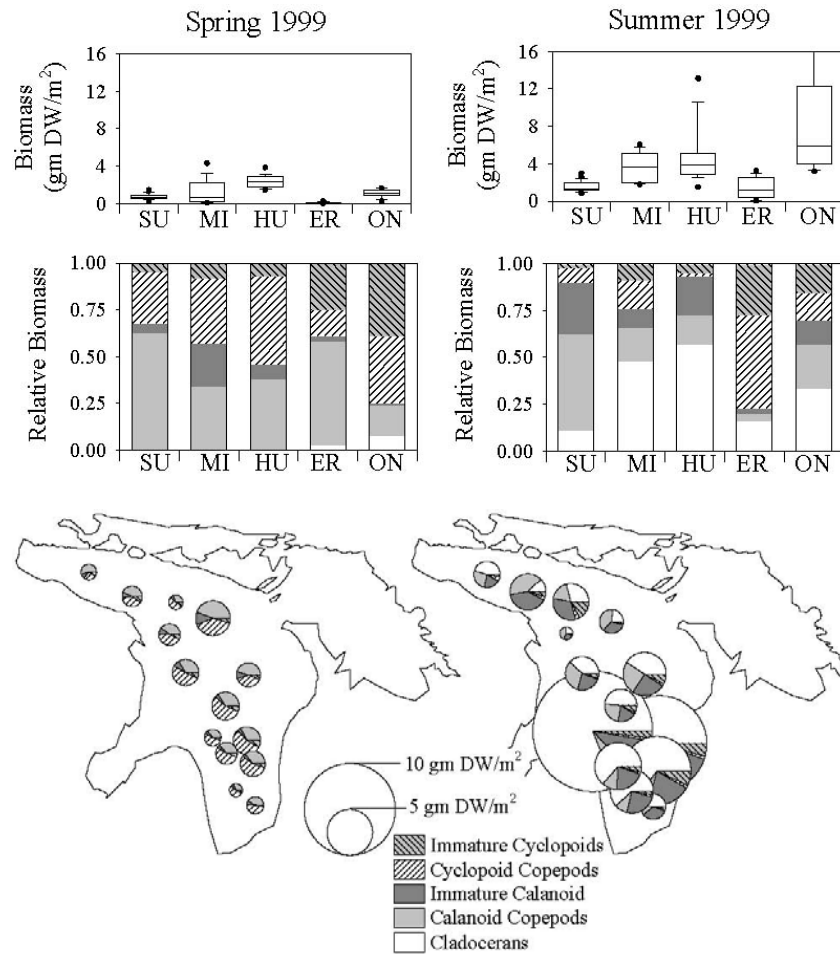 Spring 1999
Summer 1999
Biomass
(gm DW/m²)
16
12
8
4
0
SU MI HU ER ON
Biomass
(gm DW/m²)
16
12
8
4
0
SU MI HU ER ON
Relative Biomass
1.00
0.75
0.50
0.25
0.00
SU MI HU ER ON
Relative Biomass
1.00
0.75
0.50
0.25
0.00
SU MI HU ER ON
10 gm DW/m²
5 gm DW/m²
Immature Cyclopoids
Cyclopoid Copepods
Immature Calanoid
Calanoid Copepods
Cladocerans